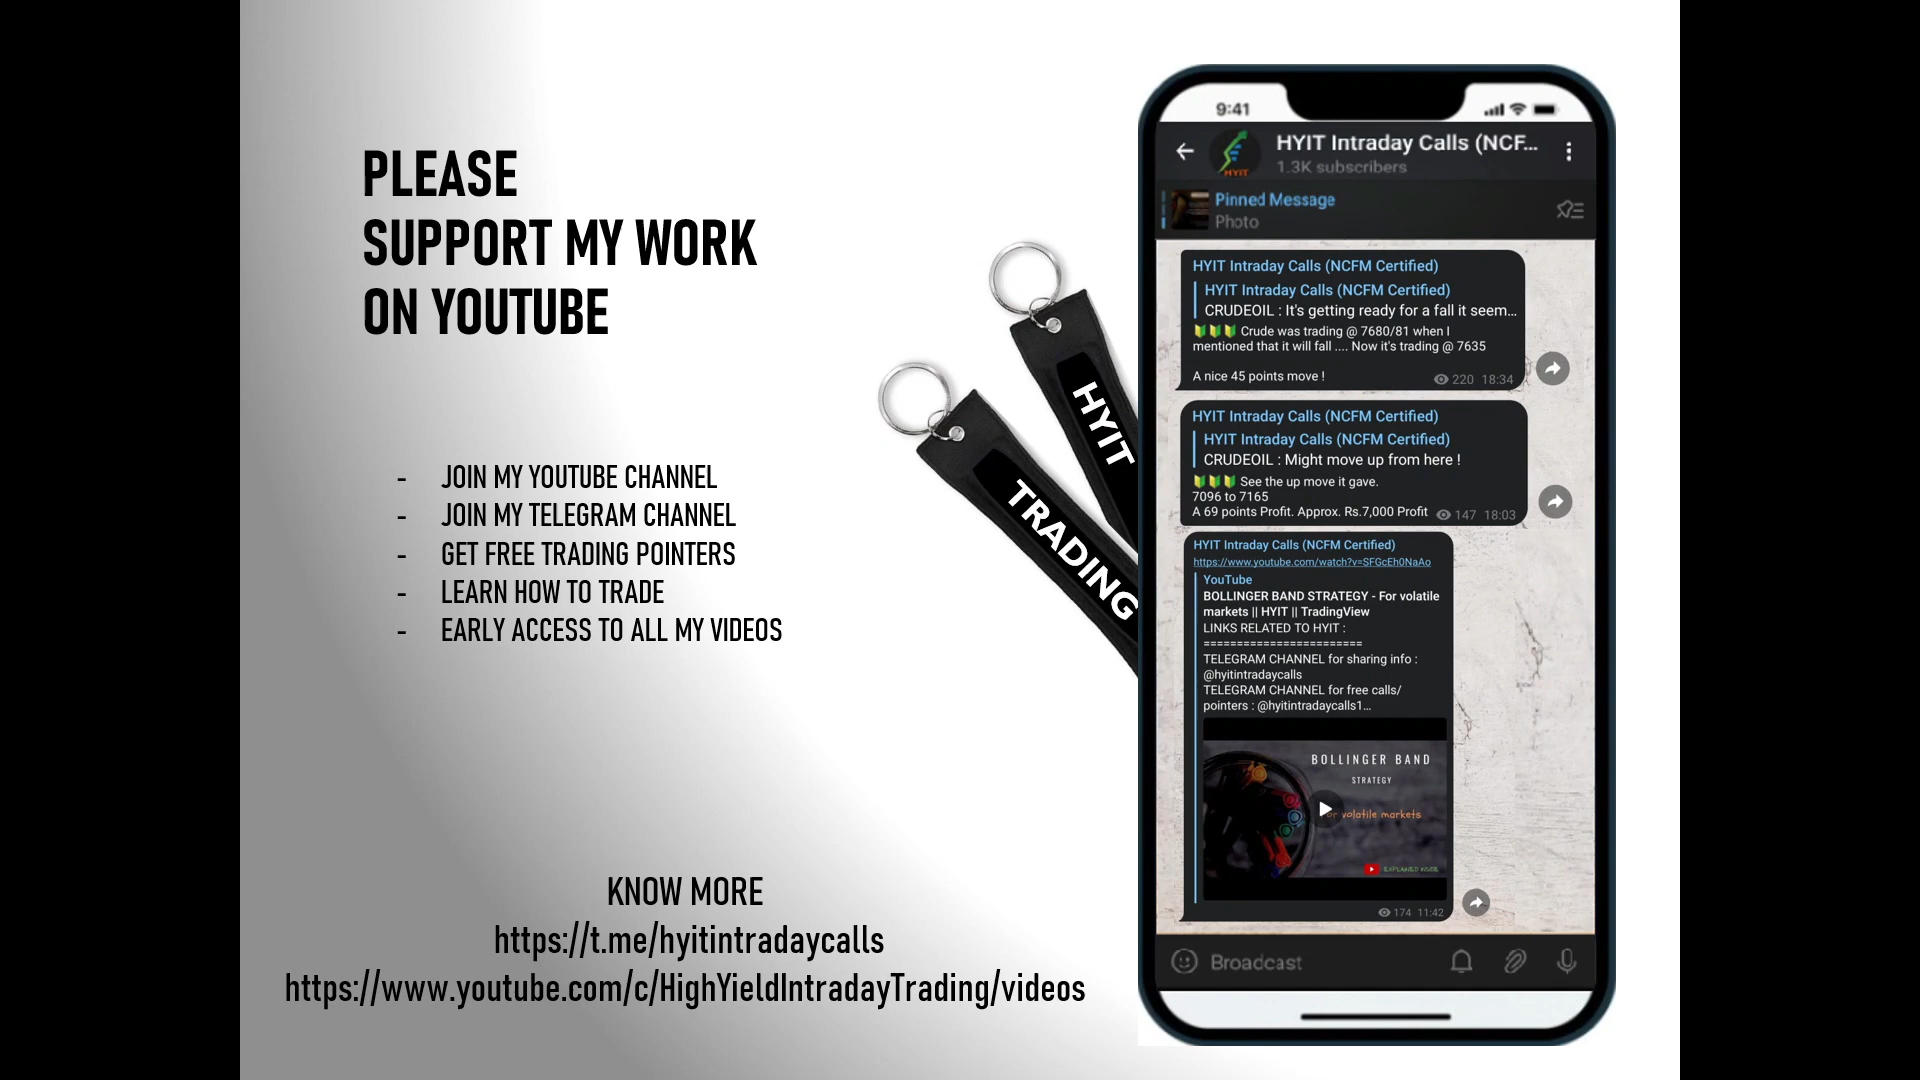 PLEASE
SUPPORT MY WORK
ON YOUTUBE
- JOIN MY YOUTUBE CHANNEL
- JOIN MY TELEGRAM CHANNEL
- GET FREE TRADING POINTERS
- LEARN HOW TO TRADE
- EARLY ACCESS TO ALL MY VIDEOS
KNOW MORE
https://t.me/hyitintradaycalls
https://www.youtube.com/c/HighYieldIntradayTrading/videos
HYIT
TRADING
9:41
HYIT
HYIT Intraday Calls (NCF...
1.3K subscribers
Pinned Message
Photo
HYIT Intraday Calls (NCFM Certified)
HYIT Intraday Calls (NCFM Certified)
CRUDEOIL : It's getting ready for a fall it seem...
Crude was trading @ 7680/81 when I
mentioned that it will fall .... Now it's trading @ 7635
A nice 45 points move !
220 18:34
HYIT Intraday Calls (NCFM Certified)
HYIT Intraday Calls (NCFM Certified)
CRUDEOIL : Might move up from here !
See the up move it gave.
7096 to 7165
A 69 points Profit. Approx. Rs.7,000 Profit
147 18:03
HYIT Intraday Calls (NCFM Certified)
https://www.youtube.com/watch?v=SFGcEh0NaAo
YouTube
BOLLINGER BAND STRATEGY - For volatile
markets || HYIT || TradingView
LINKS RELATED TO HYIT :
========================
TELEGRAM CHANNEL for sharing info :
@hyitintradaycalls
TELEGRAM CHANNEL for free calls/
pointers : @hyitintradaycalls1...
BOLLINGER BAND
STRATEGY
For volatile markets
EXPLAINED INSIDE
174 11:42
Broadcast